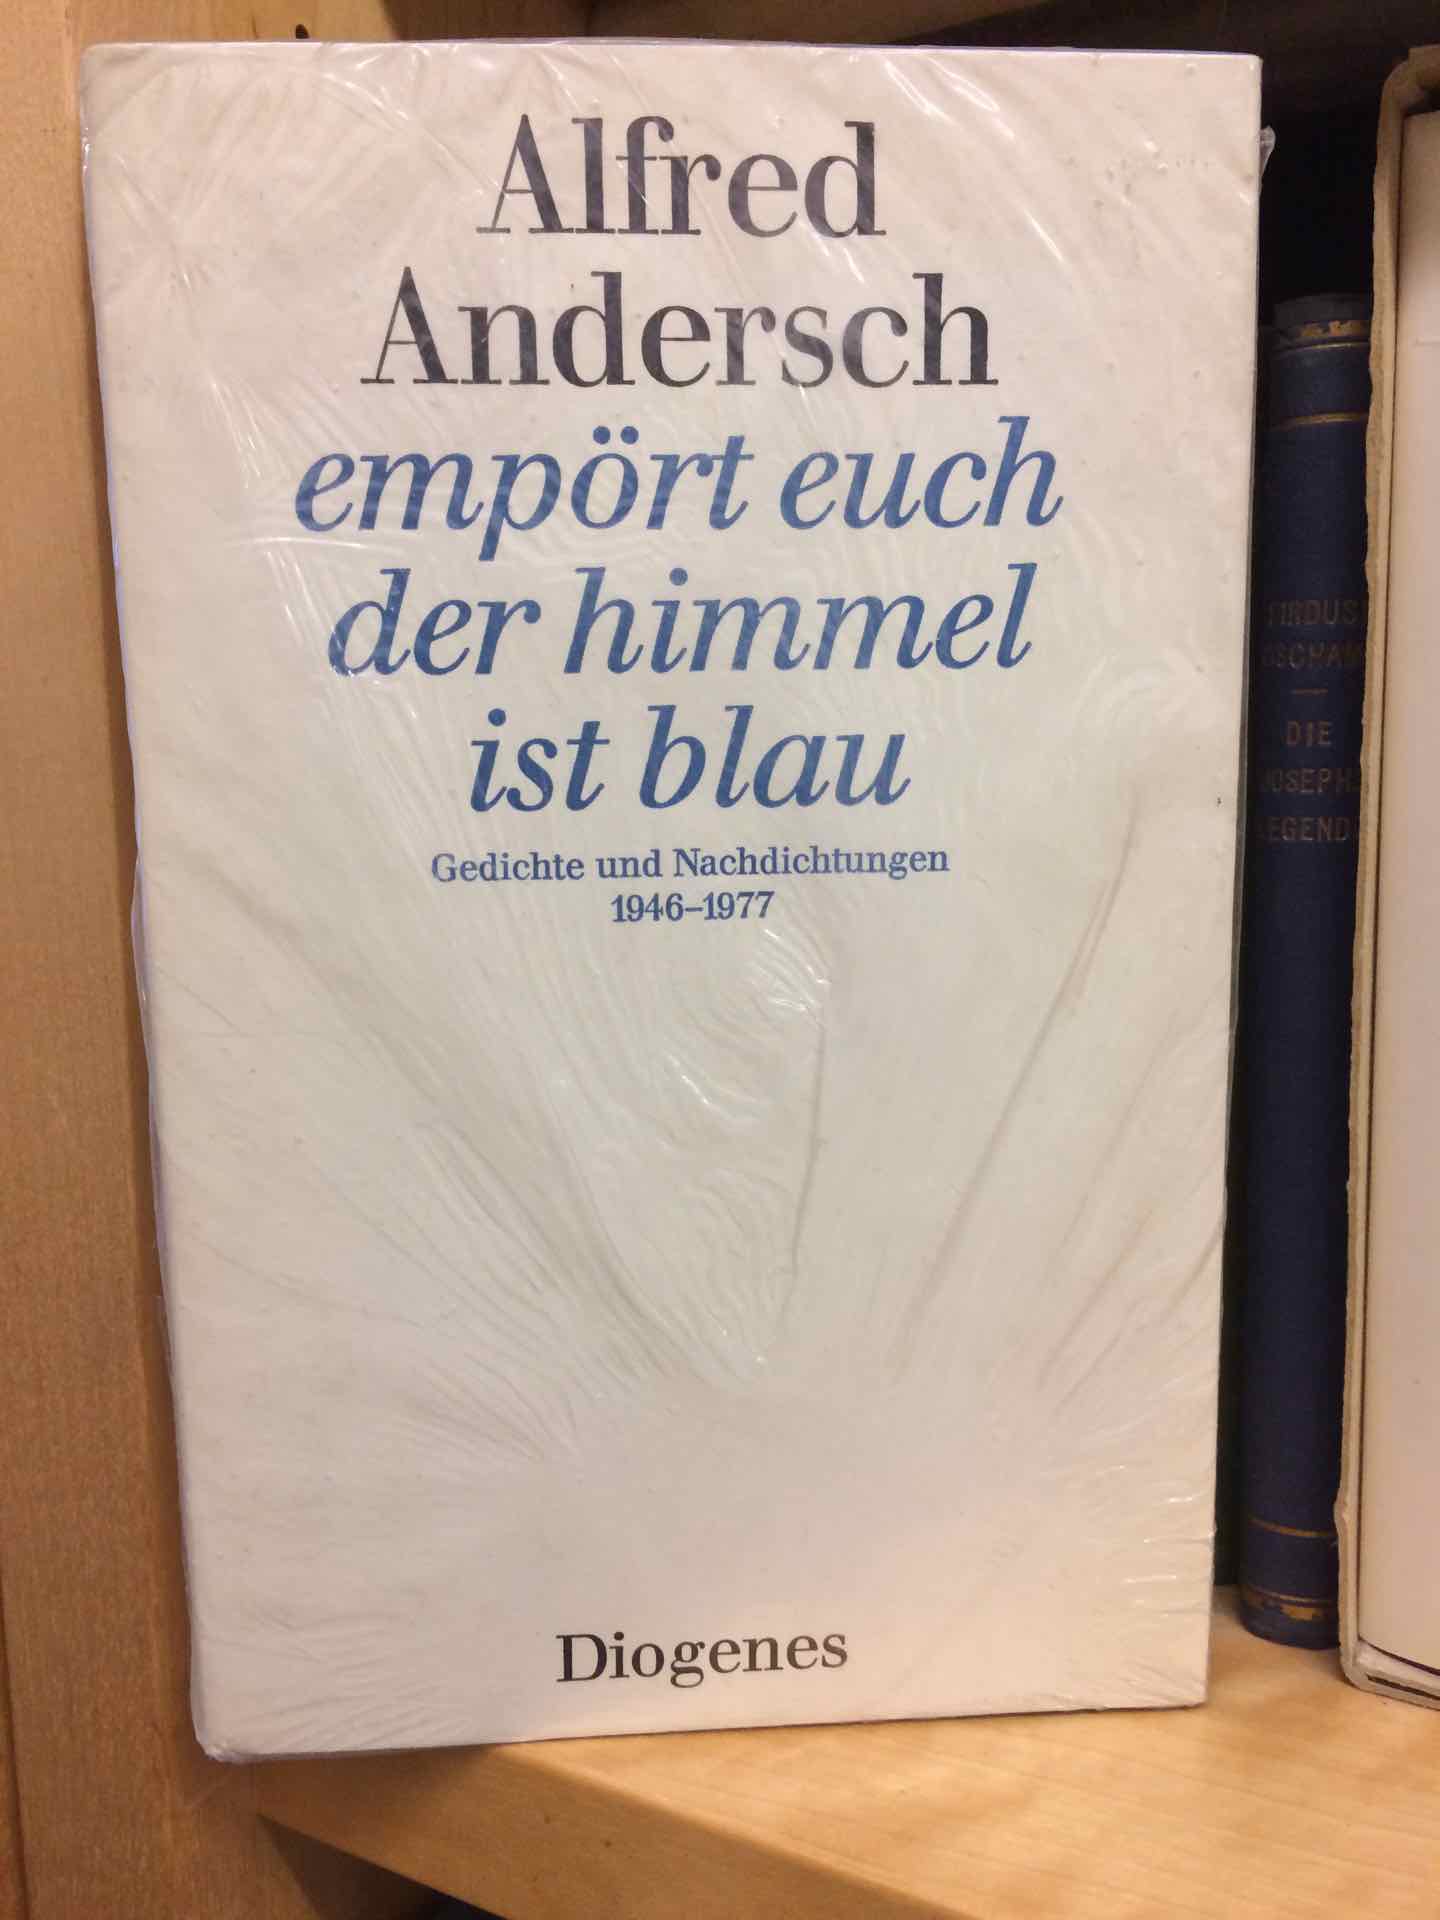 Alfred
Andersch
empört euch
der himmel
ist blau
Gedichte und Nachdichtungen
1946–1977
Diogenes
DIE